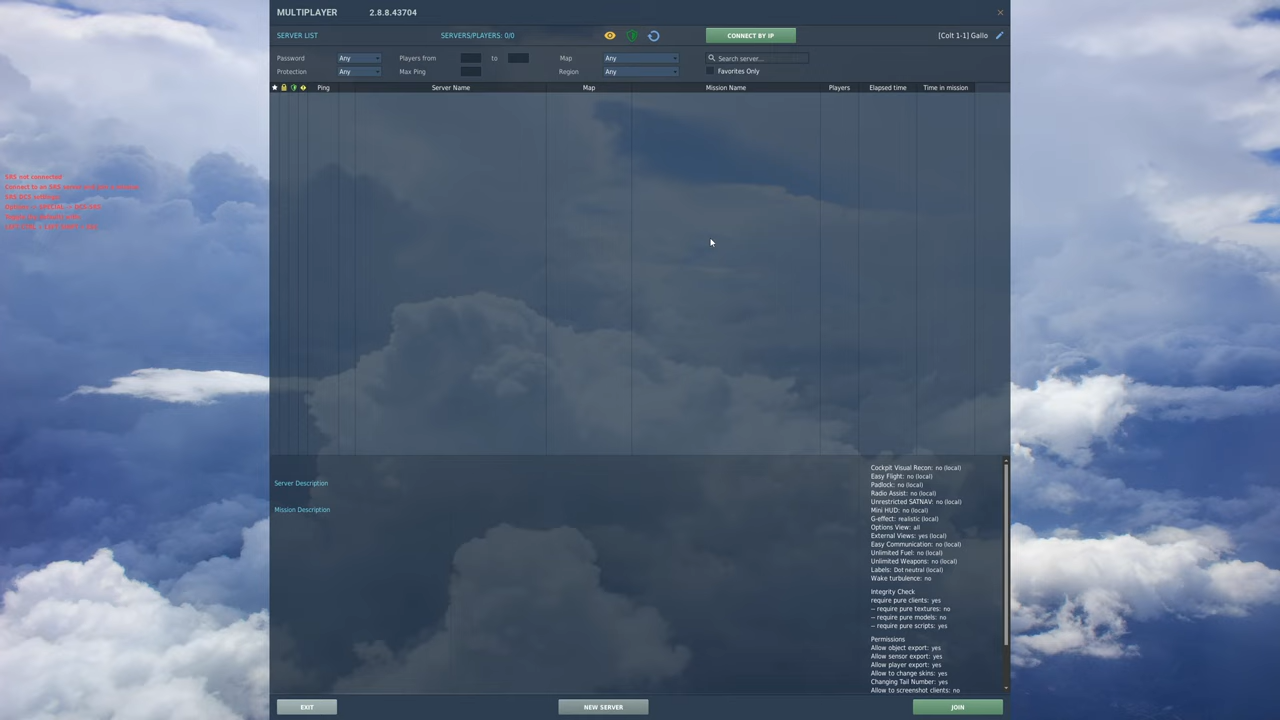 MULTIPLAYER 2.8.8.43704
SERVER LIST SERVERS/PLAYERS: 0/0 CONNECT BY IP [Colt 1-1] Gallo
Password Any Players from to Map Any Search server...
Protection Any Max Ping Region Any Favorites Only
Ping Server Name Map Mission Name Players Elapsed time Time in mission
SRS not connected
Server Description
Mission Description
Cockpit Visual Recon: no (local)
Easy Flight: no (local)
Padlock: no (local)
Radio Assist: no (local)
Unrestricted SATNAV: no (local)
Mini HUD: no (local)
G-effect: realistic (local)
Options View: all
External Views: yes (local)
Easy Communication: no (local)
Unlimited Fuel: no (local)
Unlimited Weapons: no (local)
Labels: Dot neutral (local)
Wake turbulence: no
Integrity Check
require pure clients: yes
-- require pure textures: no
-- require pure models: no
-- require pure scripts: yes
Permissions
Allow object export: yes
Allow sensor export: yes
Allow player export: yes
Allow to change skins: yes
Changing Tail Number: yes
Allow to screenshot clients: no
EXIT NEW SERVER JOIN